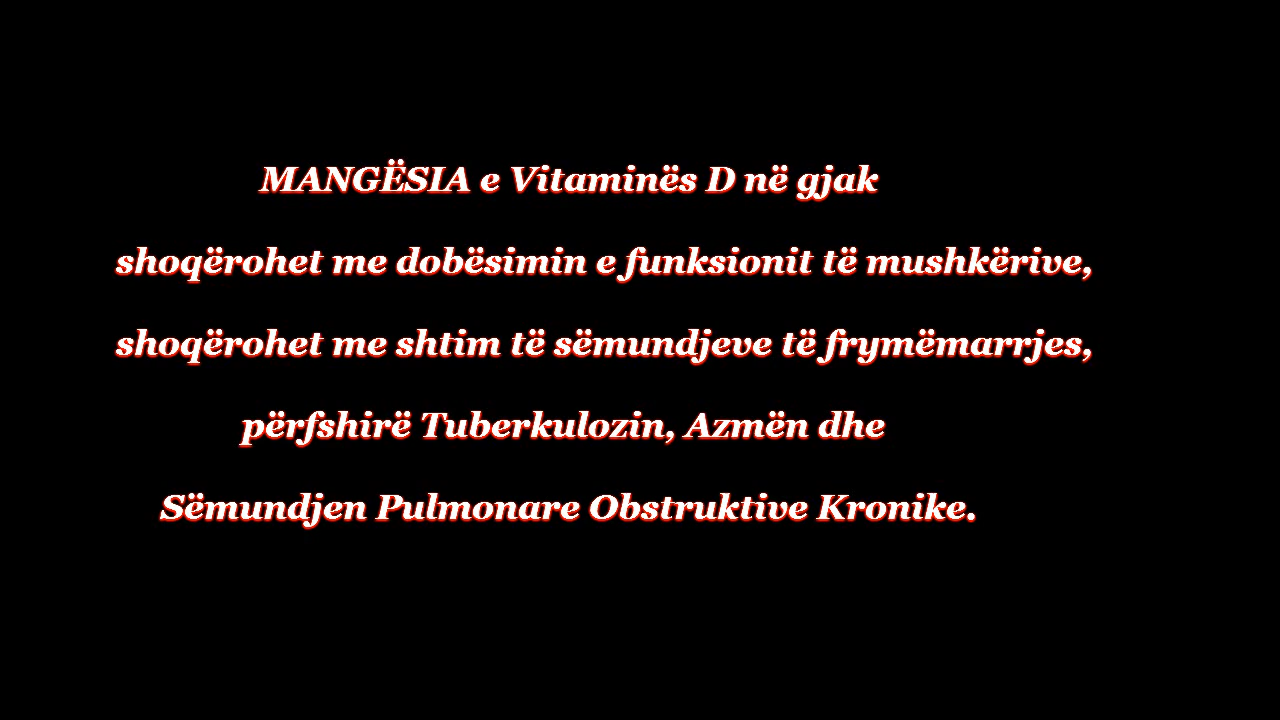 MANGËSIA e Vitaminës D në gjak
shoqërohet me dobësimin e funksionit të mushkërive,
shoqërohet me shtim të sëmundjeve të frymëmarrjes,
përfshirë Tuberkulozin, Azmën dhe
Sëmundjen Pulmonare Obstruktive Kronike.